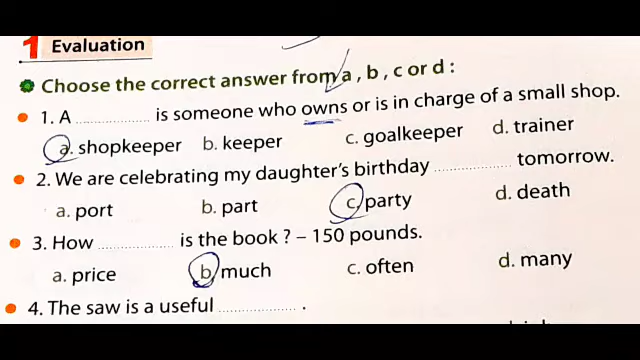 1 Evaluation
Choose the correct answer from a , b , c or d :
1. A .................. is someone who owns or is in charge of a small shop.
a. shopkeeper b. keeper c. goalkeeper d. trainer
2. We are celebrating my daughter's birthday .................. tomorrow.
a. port b. part c. party d. death
3. How .................. is the book ? – 150 pounds.
a. price b. much c. often d. many
4. The saw is a useful .................. .